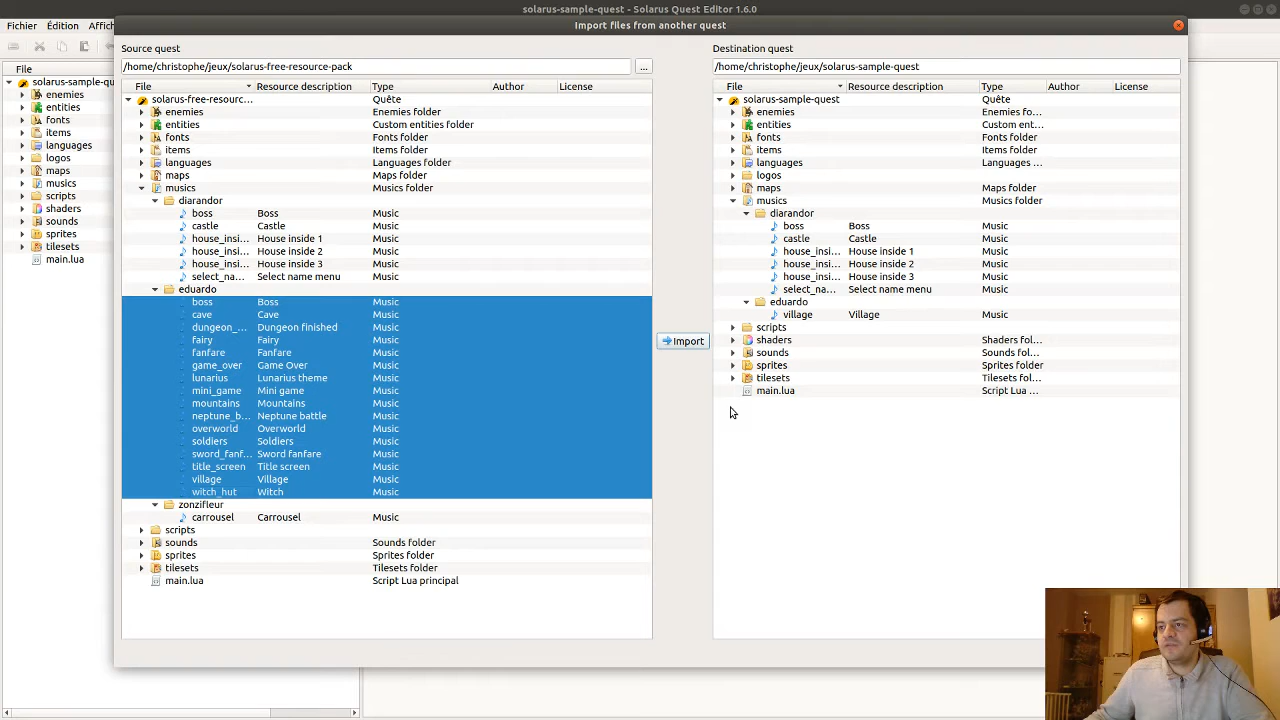 solarus-sample-quest - Solarus Quest Editor 1.6.0
Fichier Édition Affich
Import files from another quest
Source quest
/home/christophe/jeux/solarus-free-resource-pack ...
File Resource description Type Author License
solarus-free-resourc... Quête
enemies Enemies folder
entities Custom entities folder
fonts Fonts folder
items Items folder
languages Languages folder
maps Maps folder
musics Musics folder
diarandor
boss Boss Music
castle Castle Music
house_insi... House inside 1 Music
house_insi... House inside 2 Music
house_insi... House inside 3 Music
select_na... Select name menu Music
eduardo
boss Boss Music
cave Cave Music
dungeon_... Dungeon finished Music
fairy Fairy Music
fanfare Fanfare Music
game_over Game Over Music
lunarius Lunarius theme Music
mini_game Mini game Music
mountains Mountains Music
neptune_b... Neptune battle Music
overworld Overworld Music
soldiers Soldiers Music
sword_fanf... Sword fanfare Music
title_screen Title screen Music
village Village Music
witch_hut Witch Music
zonzifleur
carrousel Carrousel Music
scripts
sounds Sounds folder
sprites Sprites folder
tilesets Tilesets folder
main.lua Script Lua principal
Import
Destination quest
/home/christophe/jeux/solarus-sample-quest
File Resource description Type Author License
solarus-sample-quest Quête
enemies Enemies fo...
entities Custom ent...
fonts Fonts folder
items Items folder
languages Languages ...
logos
maps Maps folder
musics Musics folder
diarandor
boss Boss Music
castle Castle Music
house_insi... House inside 1 Music
house_insi... House inside 2 Music
house_insi... House inside 3 Music
select_na... Select name menu Music
eduardo
village Village Music
scripts
shaders Shaders fol...
sounds Sounds fol...
sprites Sprites folder
tilesets Tilesets fol...
main.lua Script Lua ...
File
solarus-sample-qu
enemies
entities
fonts
items
languages
logos
maps
musics
scripts
shaders
sounds
sprites
tilesets
main.lua